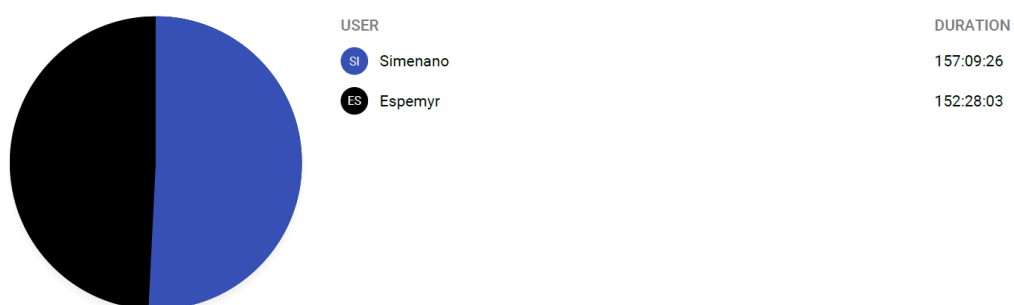 USER DURATION
SI Simenano 157:09:26
ES Espemyr 152:28:03